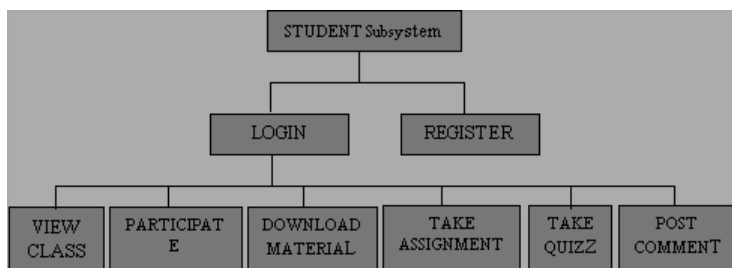 STUDENT Subsystem
LOGIN
REGISTER
VIEW
CLASS
PARTICIPAT
E
DOWNLOAD
MATERIAL
TAKE
ASSIGNMENT
TAKE
QUIZZ
POST
COMMENT